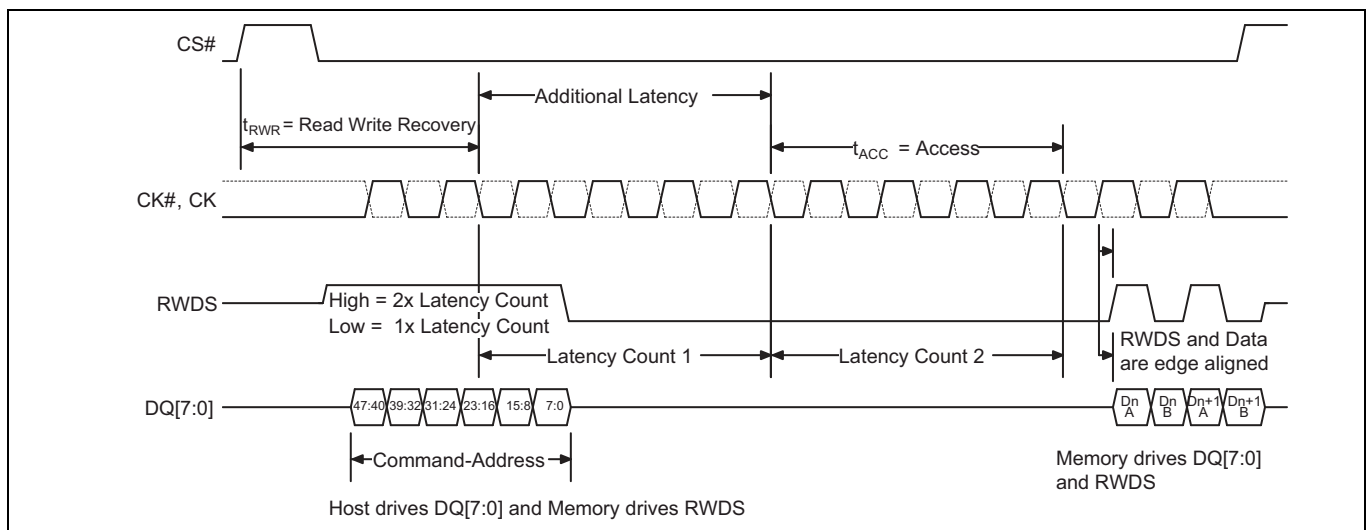 CS#
Additional Latency
tRWR = Read Write Recovery
tACC = Access
CK#, CK
RWDS
High = 2x Latency Count
Low = 1x Latency Count
RWDS and Data
are edge aligned
Latency Count 1
Latency Count 2
DQ[7:0]
47:40 39:32 31:24 23:16 15:8 7:0
Dn A
Dn B
Dn+1 A
Dn+1 B
Command-Address
Memory drives DQ[7:0]
and RWDS
Host drives DQ[7:0] and Memory drives RWDS